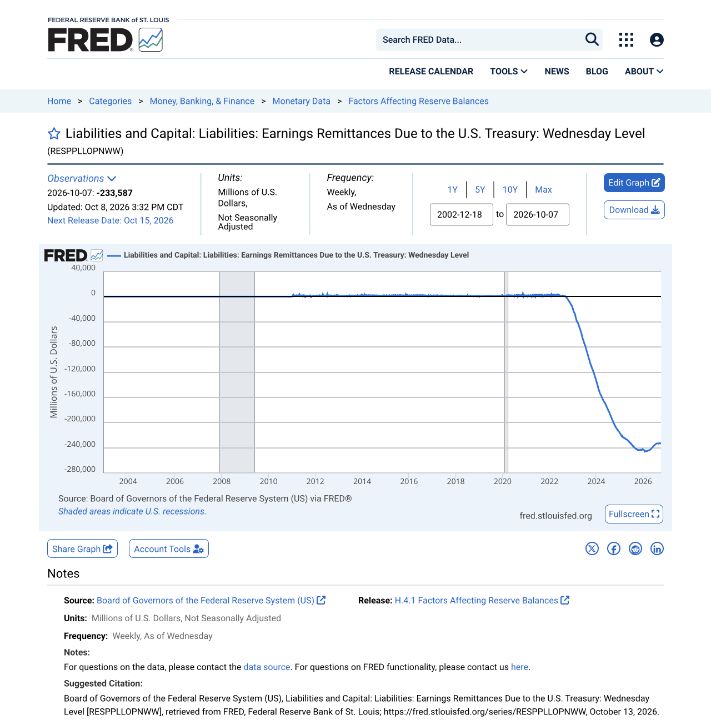 FEDERAL RESERVE BANK of ST. LOUIS
FRED
Search FRED Data...
RELEASE CALENDAR TOOLS NEWS BLOG ABOUT
Home > Categories > Money, Banking, & Finance > Monetary Data > Factors Affecting Reserve Balances
Liabilities and Capital: Liabilities: Earnings Remittances Due to the U.S. Treasury: Wednesday Level
(RESPPLLOPNWW)
Observations
2026-10-07: -233,587
Updated: Oct 8, 2026 3:32 PM CDT
Next Release Date: Oct 15, 2026
Units:
Millions of U.S.
Dollars,
Not Seasonally
Adjusted
Frequency:
Weekly,
As of Wednesday
1Y | 5Y | 10Y | Max
2002-12-18 to 2026-10-07
Edit Graph
Download
FRED Liabilities and Capital: Liabilities: Earnings Remittances Due to the U.S. Treasury: Wednesday Level
40,000
0
-40,000
-80,000
-120,000
-160,000
-200,000
-240,000
-280,000
Millions of U.S. Dollars
2004 2006 2008 2010 2012 2014 2016 2018 2020 2022 2024 2026
Source: Board of Governors of the Federal Reserve System (US) via FRED®
Shaded areas indicate U.S. recessions.
fred.stlouisfed.org
Fullscreen
Share Graph
Account Tools
Notes
Source: Board of Governors of the Federal Reserve System (US) Release: H.4.1 Factors Affecting Reserve Balances
Units: Millions of U.S. Dollars, Not Seasonally Adjusted
Frequency: Weekly, As of Wednesday
Notes:
For questions on the data, please contact the data source. For questions on FRED functionality, please contact us here.
Suggested Citation:
Board of Governors of the Federal Reserve System (US), Liabilities and Capital: Liabilities: Earnings Remittances Due to the U.S. Treasury: Wednesday
Level [RESPPLLOPNWW], retrieved from FRED, Federal Reserve Bank of St. Louis; https://fred.stlouisfed.org/series/RESPPLLOPNWW, October 13, 2026.